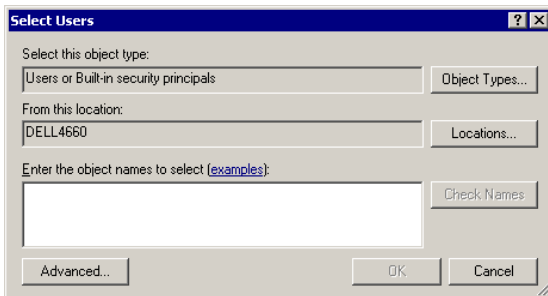 Select Users
Select this object type:
Users or Built-in security principals
Object Types...
From this location:
DELL4660
Locations...
Enter the object names to select (examples):
Check Names
Advanced...
OK
Cancel